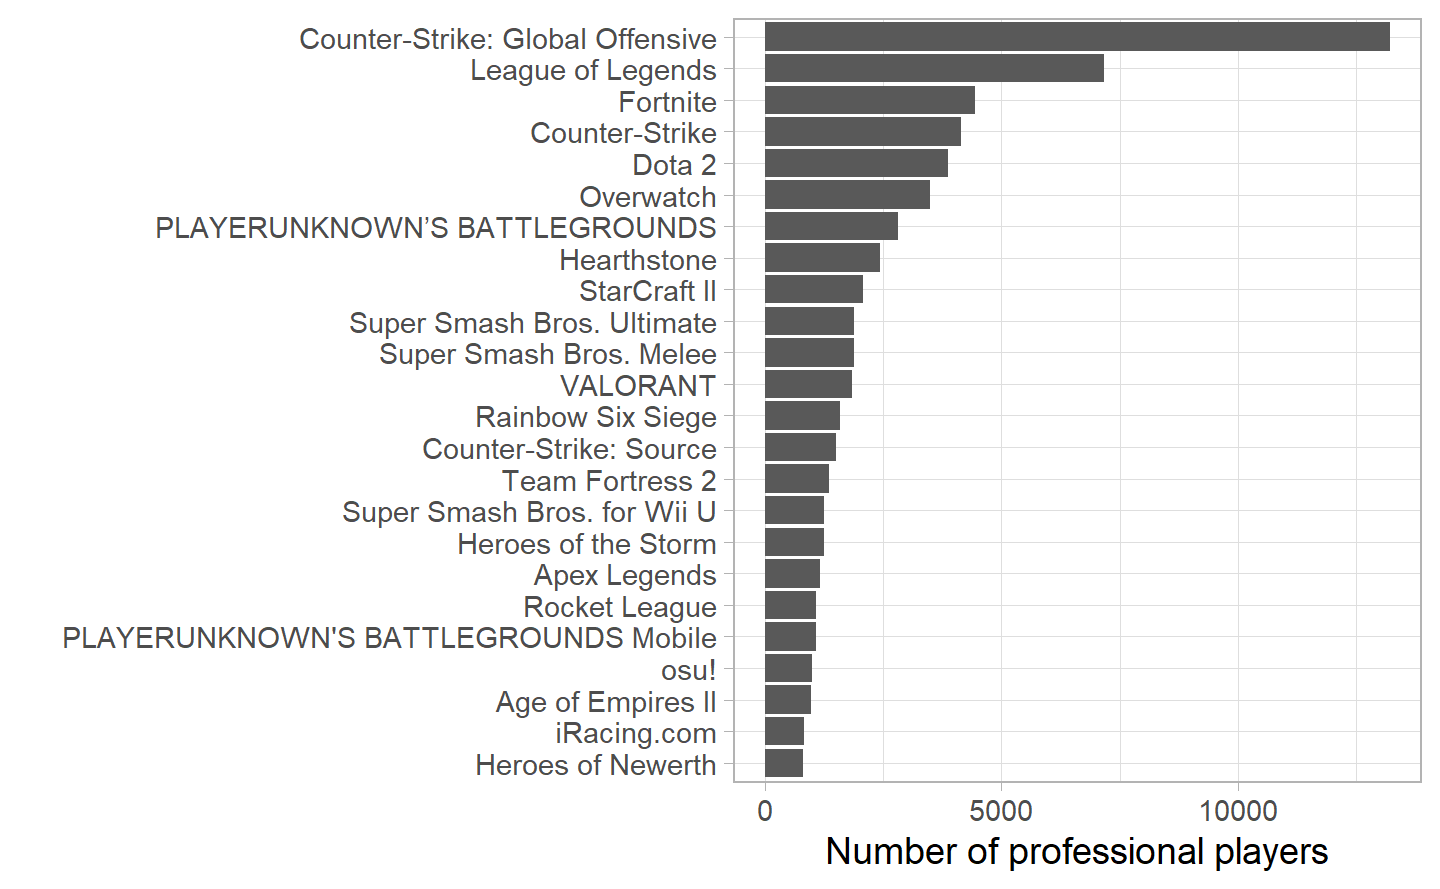 Counter-Strike: Global Offensive
League of Legends
Fortnite
Counter-Strike
Dota 2
Overwatch
PLAYERUNKNOWN’S BATTLEGROUNDS
Hearthstone
StarCraft II
Super Smash Bros. Ultimate
Super Smash Bros. Melee
VALORANT
Rainbow Six Siege
Counter-Strike: Source
Team Fortress 2
Super Smash Bros. for Wii U
Heroes of the Storm
Apex Legends
Rocket League
PLAYERUNKNOWN'S BATTLEGROUNDS Mobile
osu!
Age of Empires II
iRacing.com
Heroes of Newerth
0 5000 10000
Number of professional players